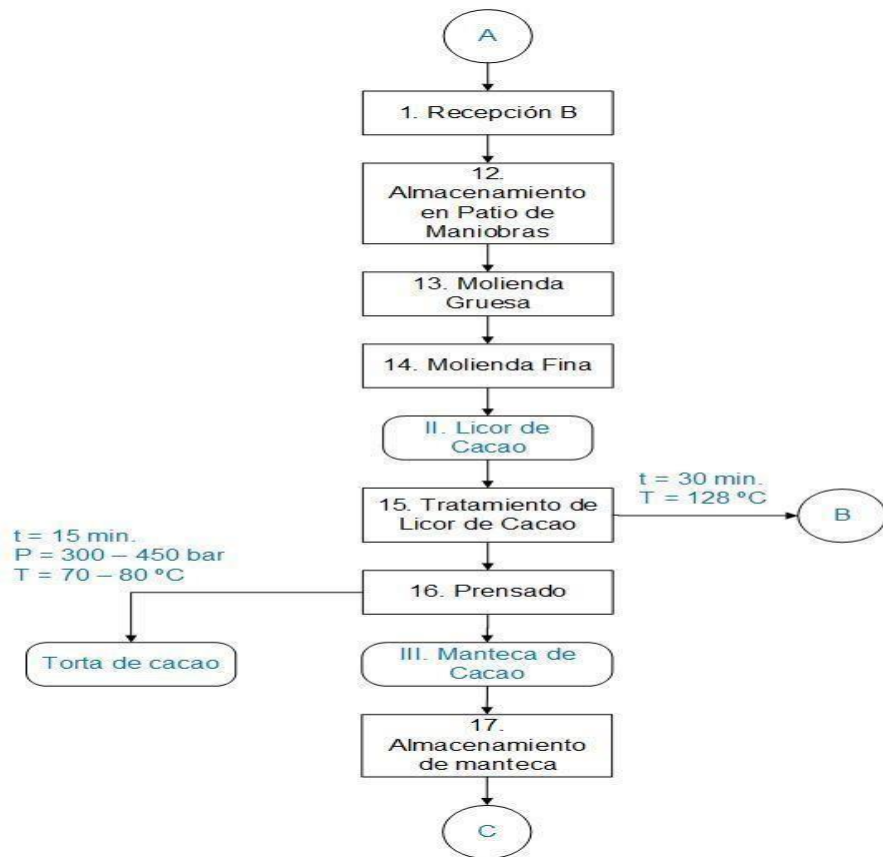 A
1. Recepción B
12.
Almacenamiento
en Patio de
Maniobras
13. Molienda
Gruesa
14. Molienda Fina
II. Licor de
Cacao
15. Tratamiento de
Licor de Cacao
t = 30 min.
T = 128 ºC
B
t = 15 min.
P = 300 – 450 bar
T = 70 – 80 ºC
16. Prensado
Torta de cacao
III. Manteca de
Cacao
17.
Almacenamiento
de manteca
C